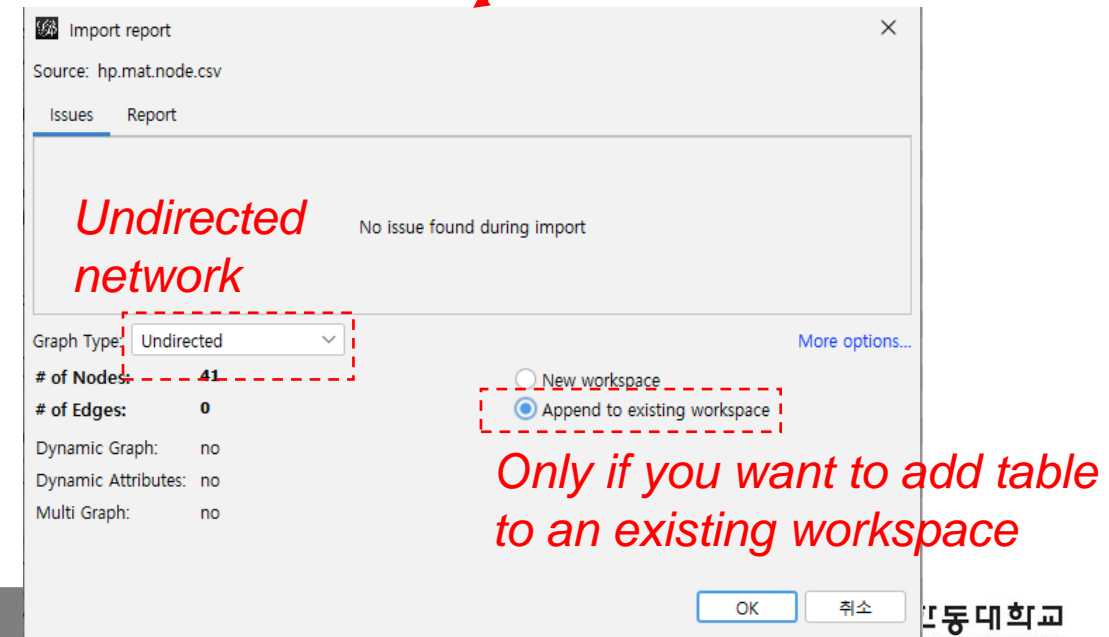 Import report
Source: hp.mat.node.csv
Issues Report
Undirected
network
No issue found during import
Graph Type: Undirected
More options...
# of Nodes: 41
New workspace
# of Edges: 0
Append to existing workspace
Dynamic Graph: no
Dynamic Attributes: no
Multi Graph: no
Only if you want to add table
to an existing workspace
OK 취소
동대학교